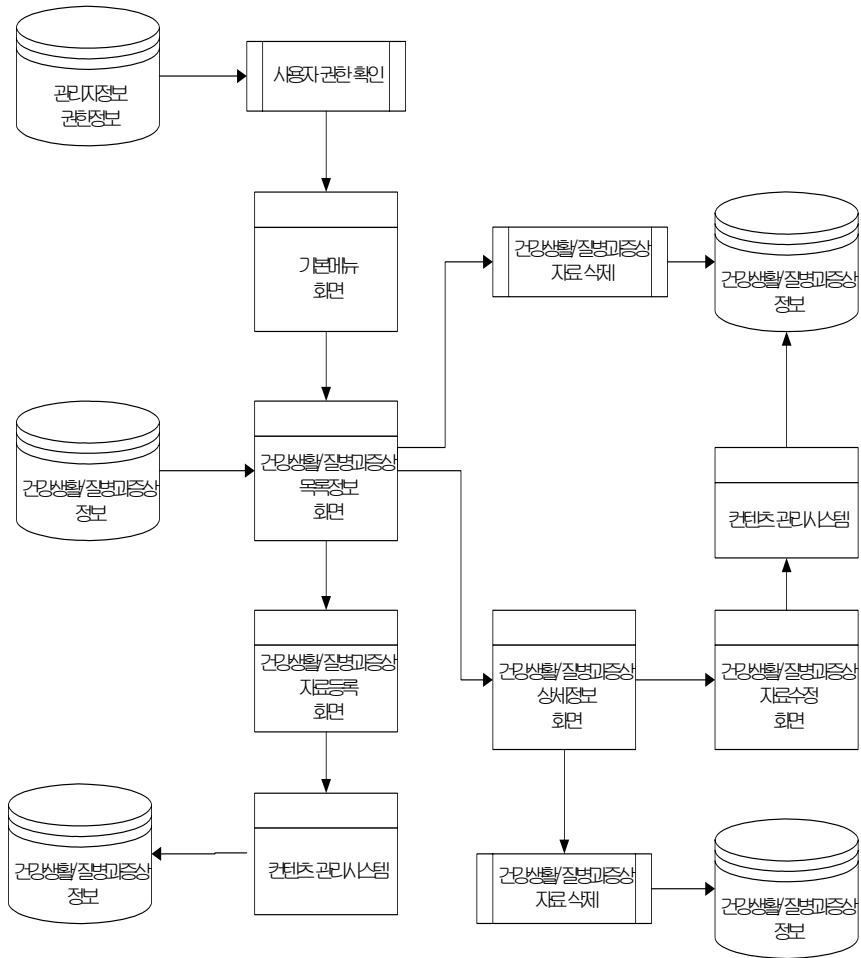 관리자정보
권한정보
사용자 권한 확인
기본메뉴
화면
건강생활/질병과증상
자료 삭제
건강생활/질병과증상
정보
건강생활/질병과증상
정보
건강생활/질병과증상
목록정보
화면
컨텐츠 관리시스템
건강생활/질병과증상
자료등록
화면
건강생활/질병과증상
상세정보
화면
건강생활/질병과증상
자료수정
화면
건강생활/질병과증상
정보
컨텐츠 관리시스템
건강생활/질병과증상
자료 삭제
건강생활/질병과증상
정보